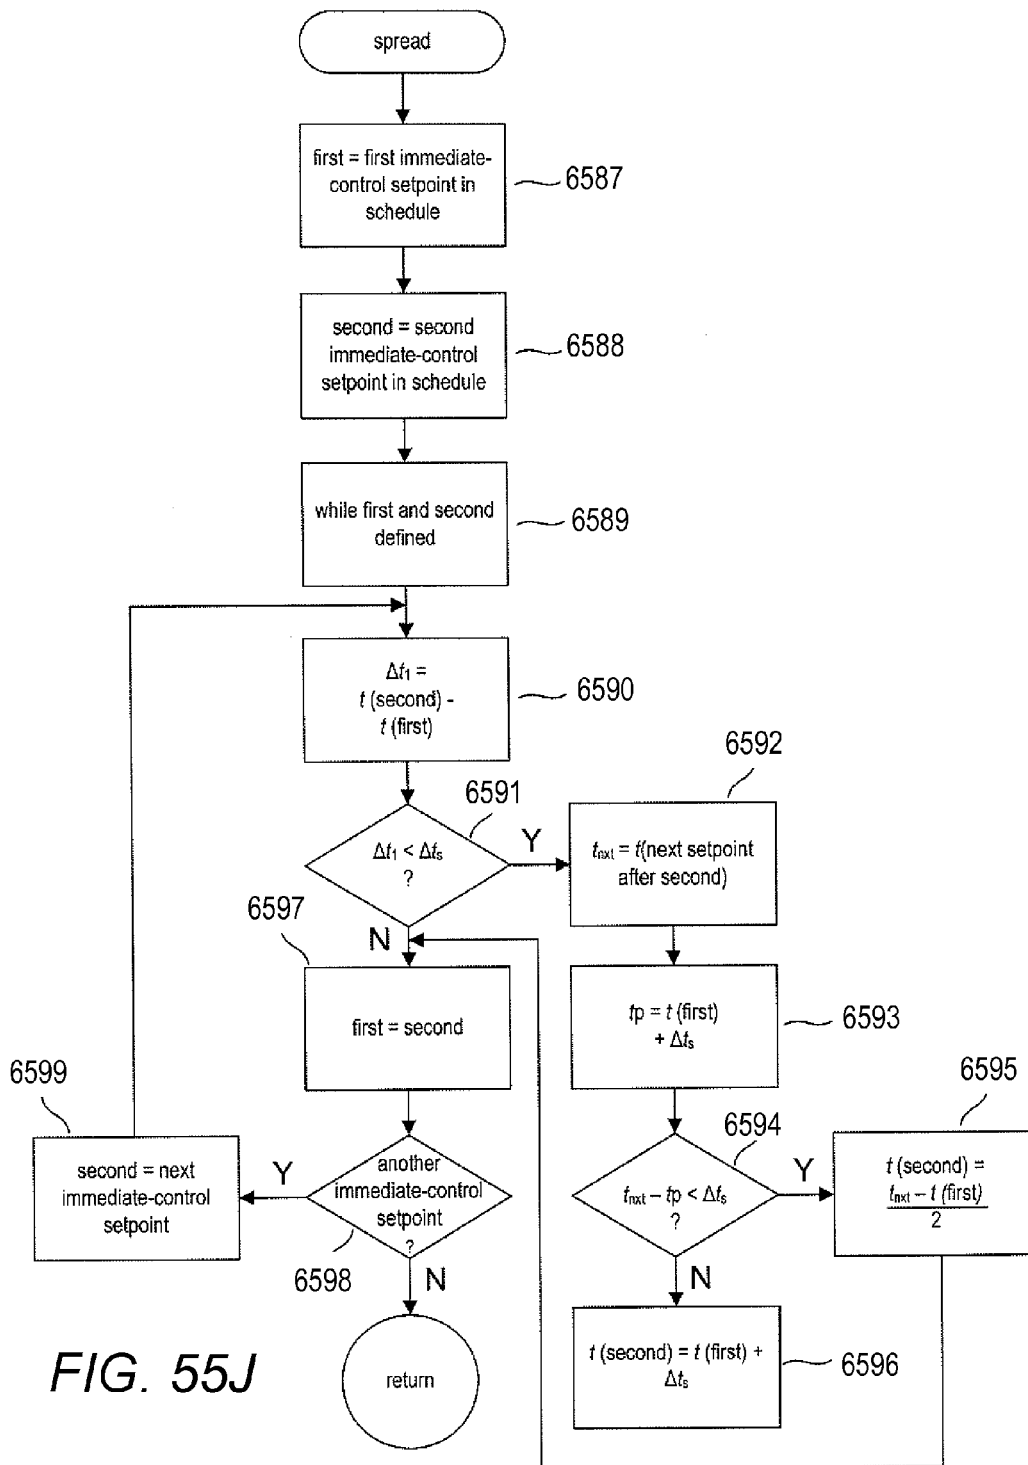 spread
first = first immediate-
control setpoint in
schedule
6587
second = second
immediate-control
setpoint in schedule
6588
while first and second
defined
6589
Δt1 =
t (second) -
t (first)
6590
6591
Δt1 < Δts
?
Y
N
6592
tnxt = t(next setpoint
after second)
tp = t (first)
+ Δts
6593
6594
tnxt – tp < Δts
?
Y
N
6595
t (second) =
tnxt – t (first)
2
t (second) = t (first) +
Δts
6596
6597
first = second
another
immediate-control
setpoint
?
6598
Y
N
6599
second = next
immediate-control
setpoint
return
FIG. 55J